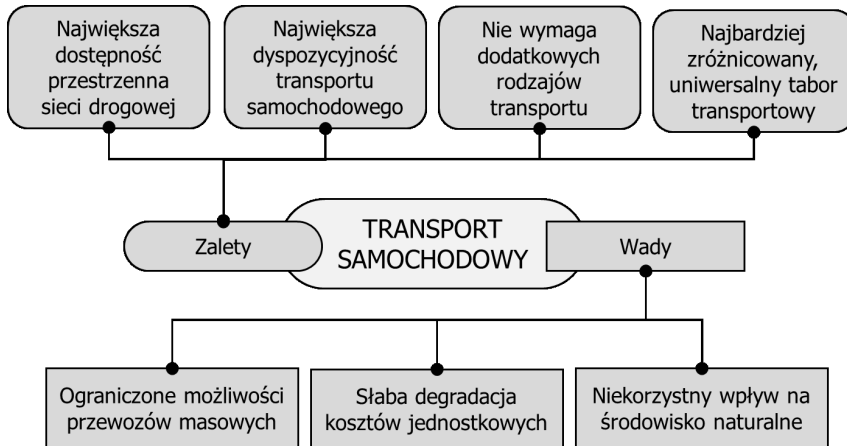 Największa
dostępność
przestrzenna
sieci drogowej
Największa
dyspozycyjność
transportu
samochodowego
Nie wymaga
dodatkowych
rodzajów
transportu
Najbardziej
zróżnicowany,
uniwersalny tabor
transportowy
Zalety
TRANSPORT
SAMOCHODOWY
Wady
Ograniczone możliwości
przewozów masowych
Słaba degradacja
kosztów jednostkowych
Niekorzystny wpływ na
środowisko naturalne